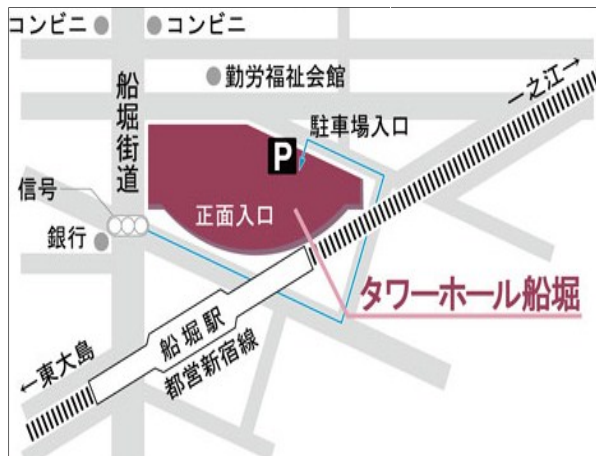 コンビニ
コンビニ
勤労福祉会館
船堀街道
一之江→
駐車場入口
P
信号
正面入口
銀行
タワーホール船堀
船堀駅
都営新宿線
←東大島